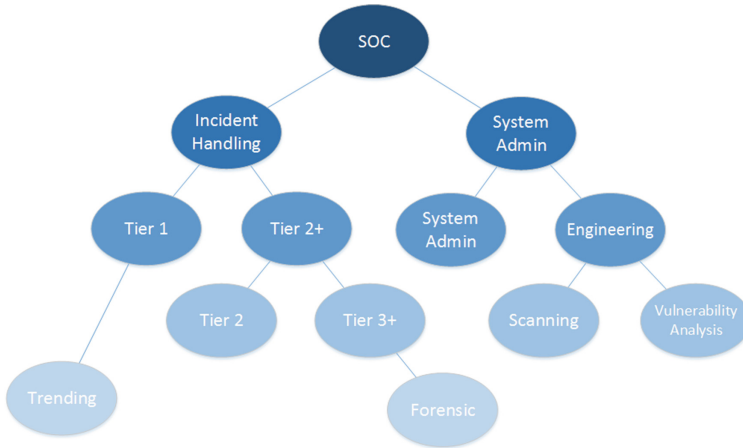 SOC
Incident
Handling
System
Admin
Tier 1
Tier 2+
System
Admin
Engineering
Tier 2
Tier 3+
Scanning
Vulnerability
Analysis
Trending
Forensic